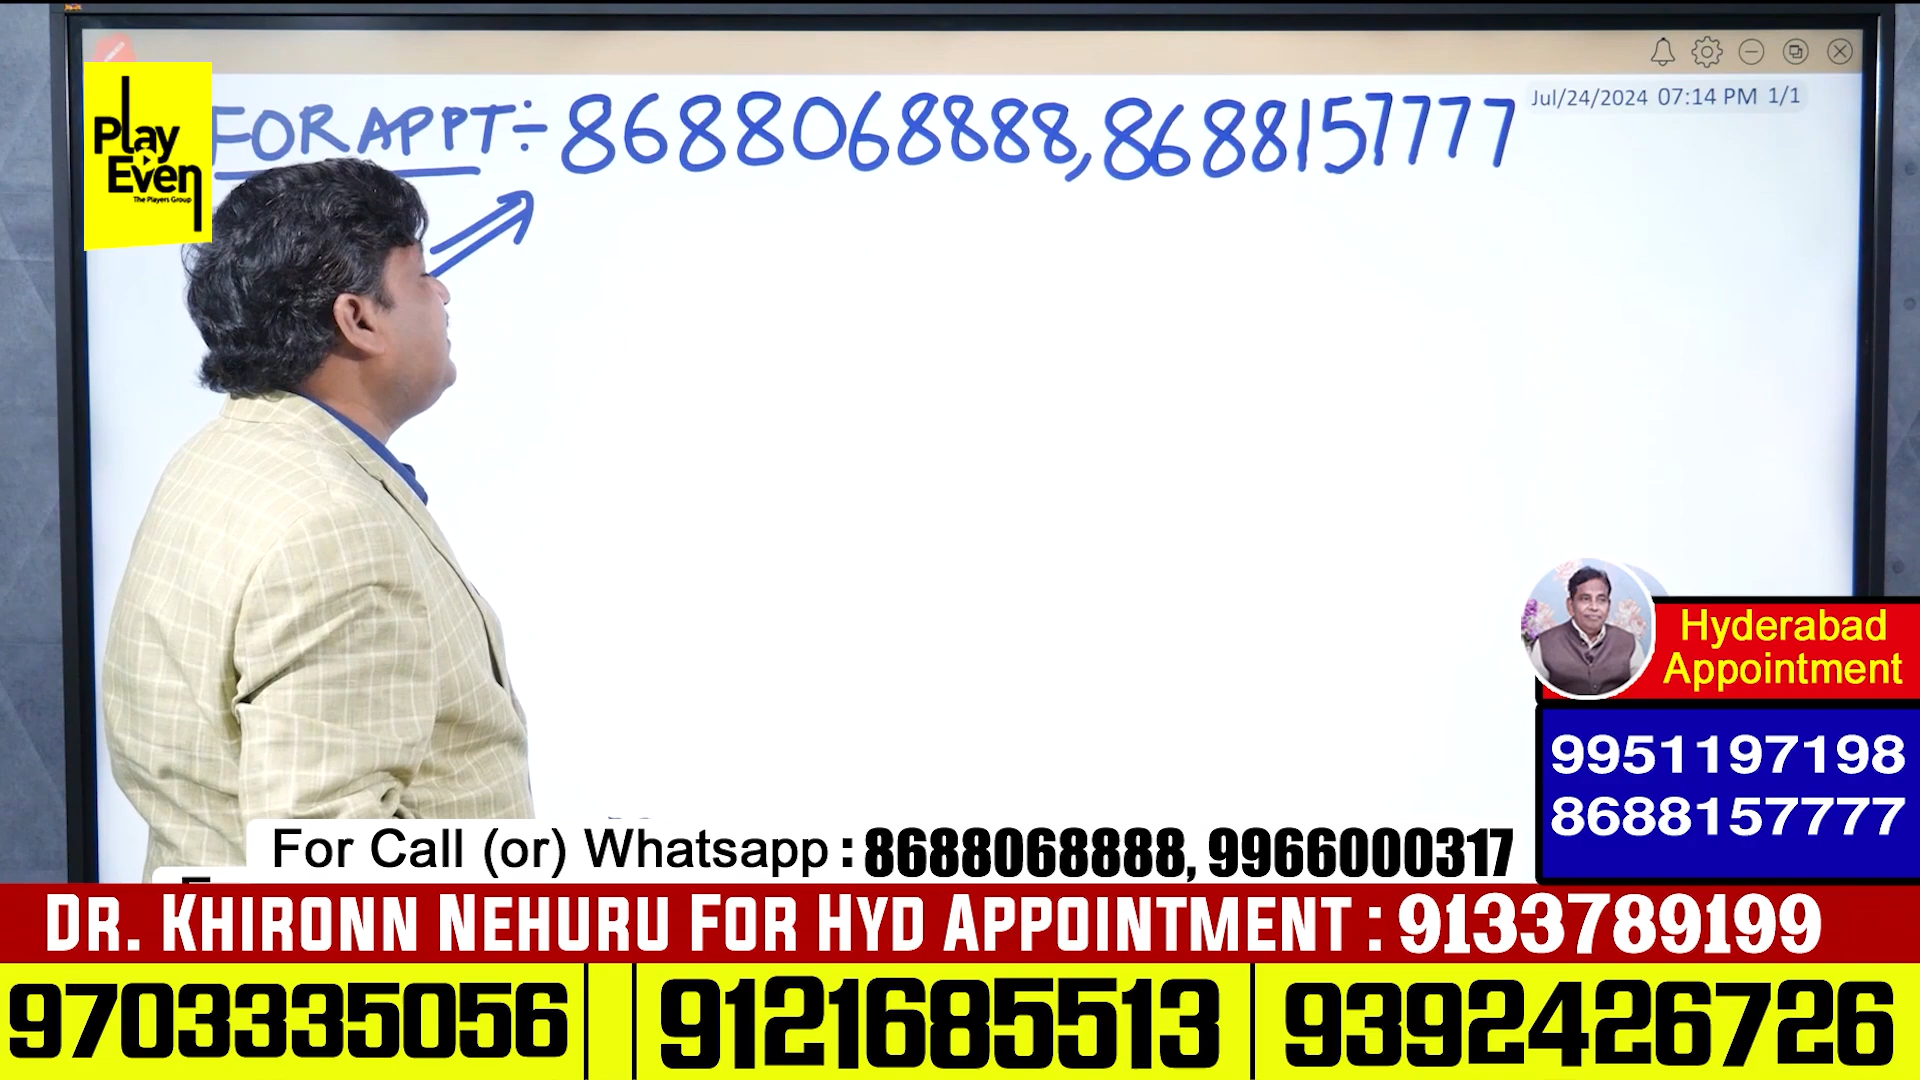 Play
Even
The Players Group
FOR APPT:- 8688068888, 8688157777
Jul/24/2024 07:14 PM 1/1
Hyderabad
Appointment
9951197198
8688157777
For Call (or) Whatsapp : 8688068888, 9966000317
DR. KHIRONN NEHURU FOR HYD APPOINTMENT : 9133789199
9703335056
9121685513
9392426726